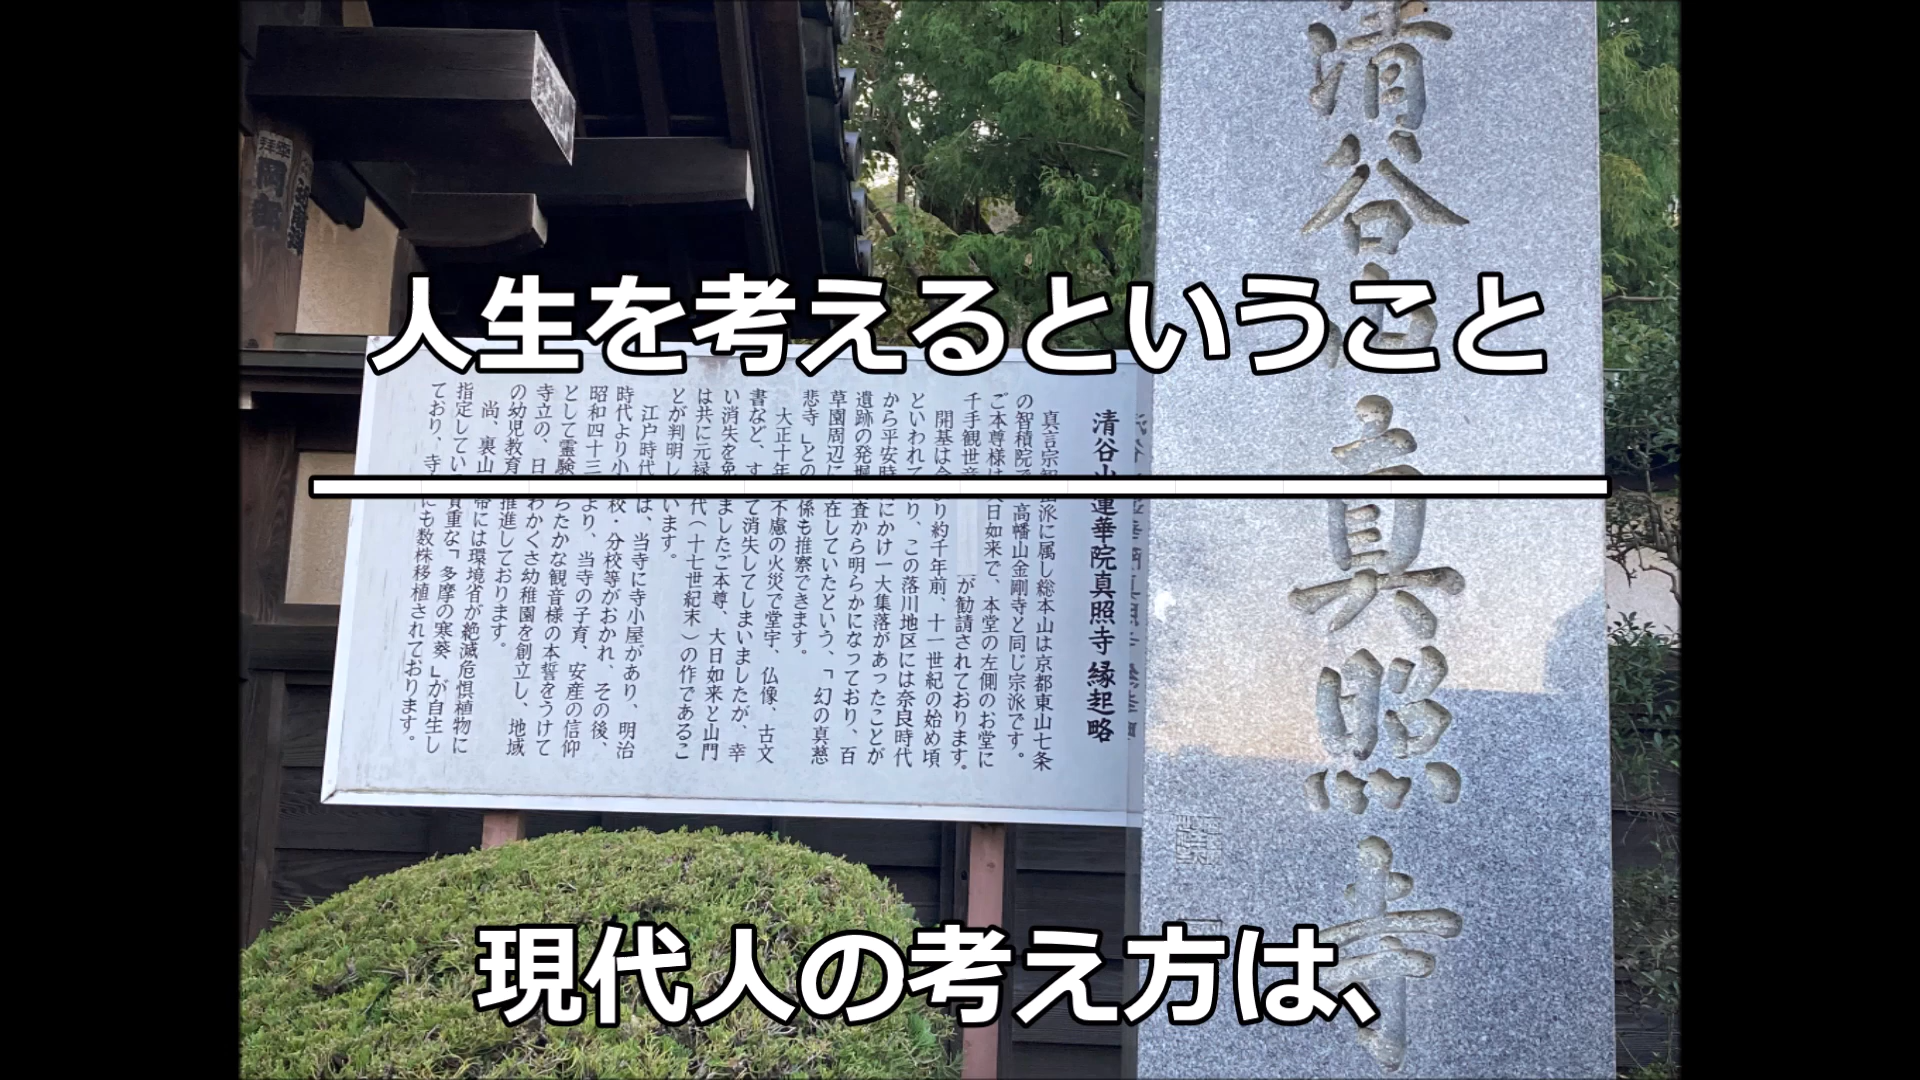 人生を考えるということ
清谷山蓮華院真照寺 縁起略
真言宗智山派に属し総本山は京都東山七条
の智積院で、高幡山金剛寺と同じ宗派です。
ご本尊様は大日如来で、本堂の左側のお堂に
千手観世音 が勧請されております。
開基は今より約千年前、十一世紀の始め頃
といわれており、この落川地区には奈良時代
から平安時代にかけ一大集落があったことが
遺跡の発掘調査から明らかになっており、百
草園周辺に存在していたという、「幻の真慈
悲寺」との関係も推察できます。
大正十年、不慮の火災で堂宇、仏像、古文
書など、すべて消失してしまいましたが、幸
い消失を免れましたご本尊、大日如来と山門
は共に元禄時代(十七世紀末)の作であるこ
とが判明しています。
江戸時代には、当寺に寺小屋があり、明治
時代より小学校・分校等がおかれ、その後、
昭和四十三年より、当寺の子育、安産の信仰
として霊験あらたかな観音様の本誓をうけて
寺立の、日野わかくさ幼稚園を創立し、地域
の幼児教育を推進しております。
尚、裏山一帯には環境省が絶滅危惧植物に
指定している貴重な「多摩の寒葵」が自生し
ており、寺内にも数株移植されております。
清谷山真照寺
現代人の考え方は、